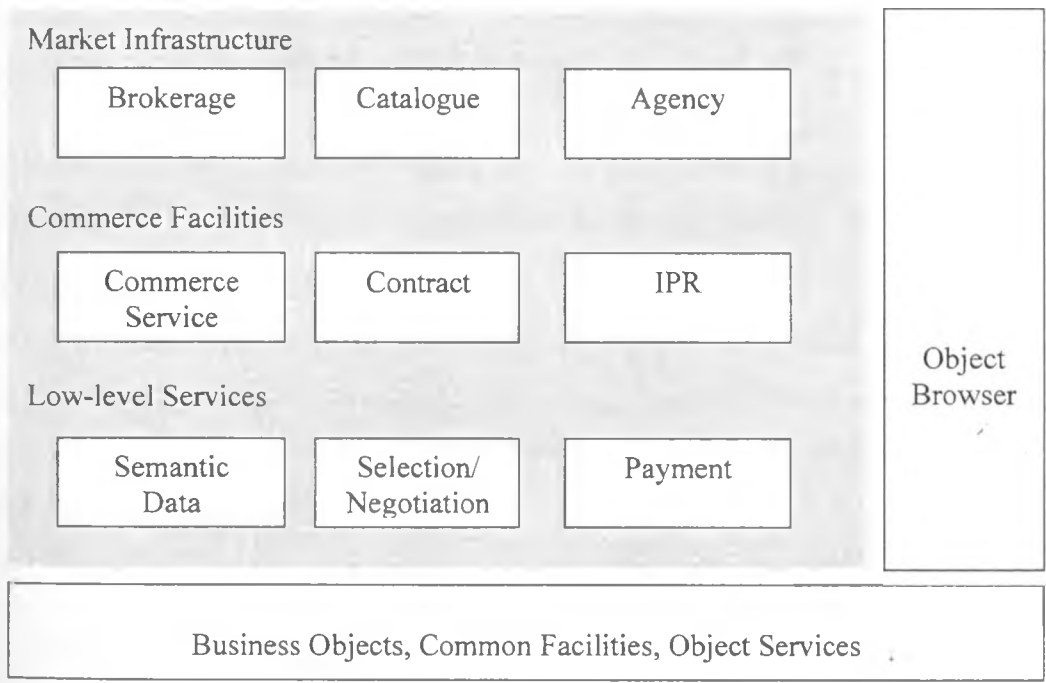 Market Infrastructure
Brokerage
Catalogue
Agency
Commerce Facilities
Commerce
Service
Contract
IPR
Low-level Services
Semantic
Data
Selection/
Negotiation
Payment
Object
Browser
Business Objects, Common Facilities, Object Services